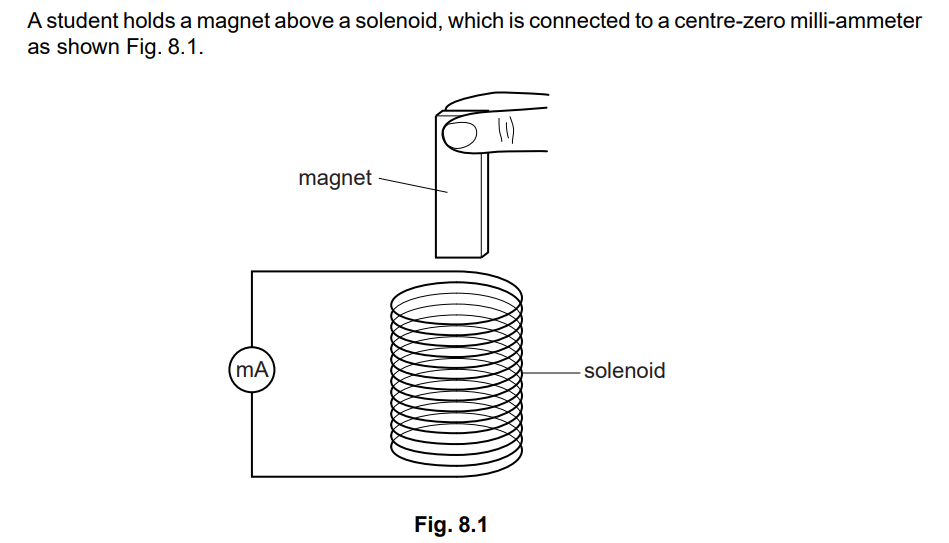 A student holds a magnet above a solenoid, which is connected to a centre-zero milli-ammeter
as shown Fig. 8.1.
magnet
mA
solenoid
Fig. 8.1